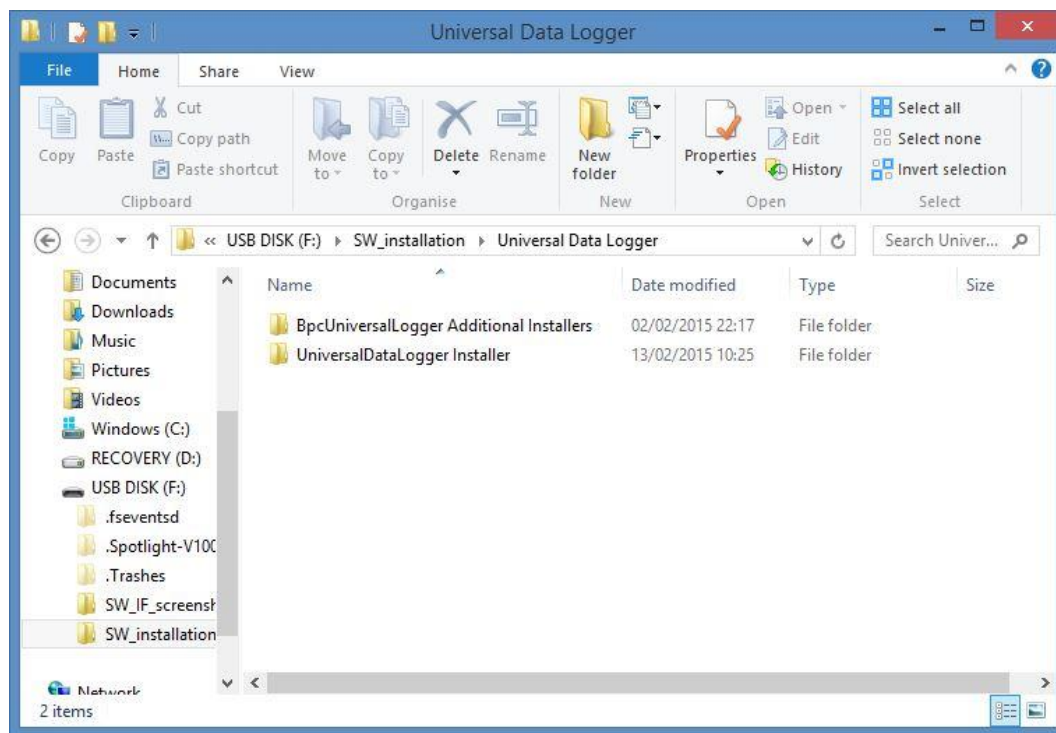 Universal Data Logger
File Home Share View
Copy
Paste
Cut
Copy path
Paste shortcut
Clipboard
Move to
Copy to
Delete
Rename
Organise
New folder
New
Properties
Open
Edit
History
Open
Select all
Select none
Invert selection
Select
« USB DISK (F:) SW_installation Universal Data Logger
Search Univer...
Documents
Downloads
Music
Pictures
Videos
Windows (C:)
RECOVERY (D:)
USB DISK (F:)
.fseventsd
.Spotlight-V100
.Trashes
SW_IF_screensh
SW_installation
Network
Name Date modified Type Size
BpcUniversalLogger Additional Installers 02/02/2015 22:17 File folder
UniversalDataLogger Installer 13/02/2015 10:25 File folder
2 items